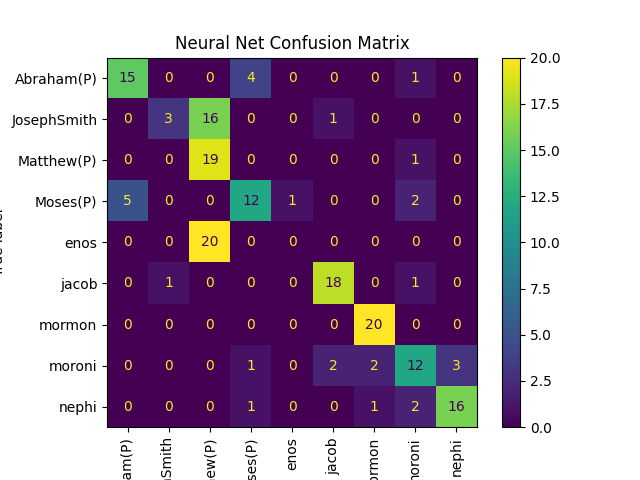 Neural Net Confusion Matrix
Abraham(P) 15 0 0 4 0 0 0 1 0
JosephSmith 0 3 16 0 0 1 0 0 0
Matthew(P) 0 0 19 0 0 0 0 1 0
Moses(P) 5 0 0 12 1 0 0 2 0
enos 0 0 20 0 0 0 0 0 0
jacob 0 1 0 0 0 18 0 1 0
mormon 0 0 0 0 0 0 20 0 0
moroni 0 0 0 1 0 2 2 12 3
nephi 0 0 0 1 0 0 1 2 16
am(P)
Smith
ew(P)
ses(P)
enos
jacob
ormon
noroni
nephi
20.0
17.5
15.0
12.5
10.0
7.5
5.0
2.5
0.0